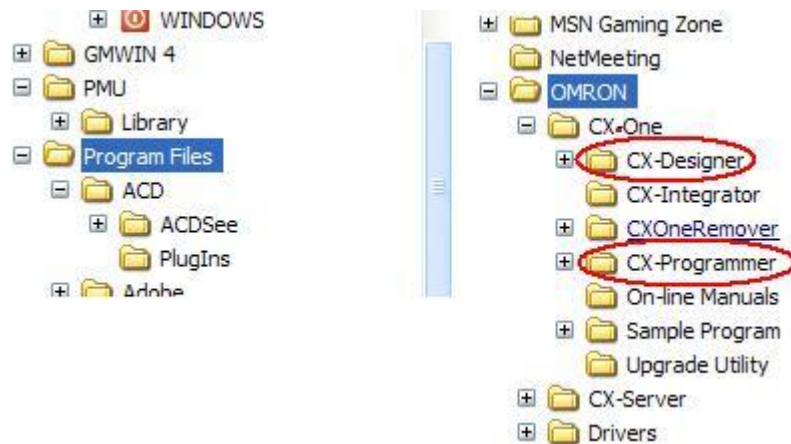 WINDOWS
GMWIN 4
PMU
Library
Program Files
ACD
ACDSee
PlugIns
Adobe
MSN Gaming Zone
NetMeeting
OMRON
CX-One
CX-Designer
CX-Integrator
CXOneRemover
CX-Programmer
On-line Manuals
Sample Program
Upgrade Utility
CX-Server
Drivers